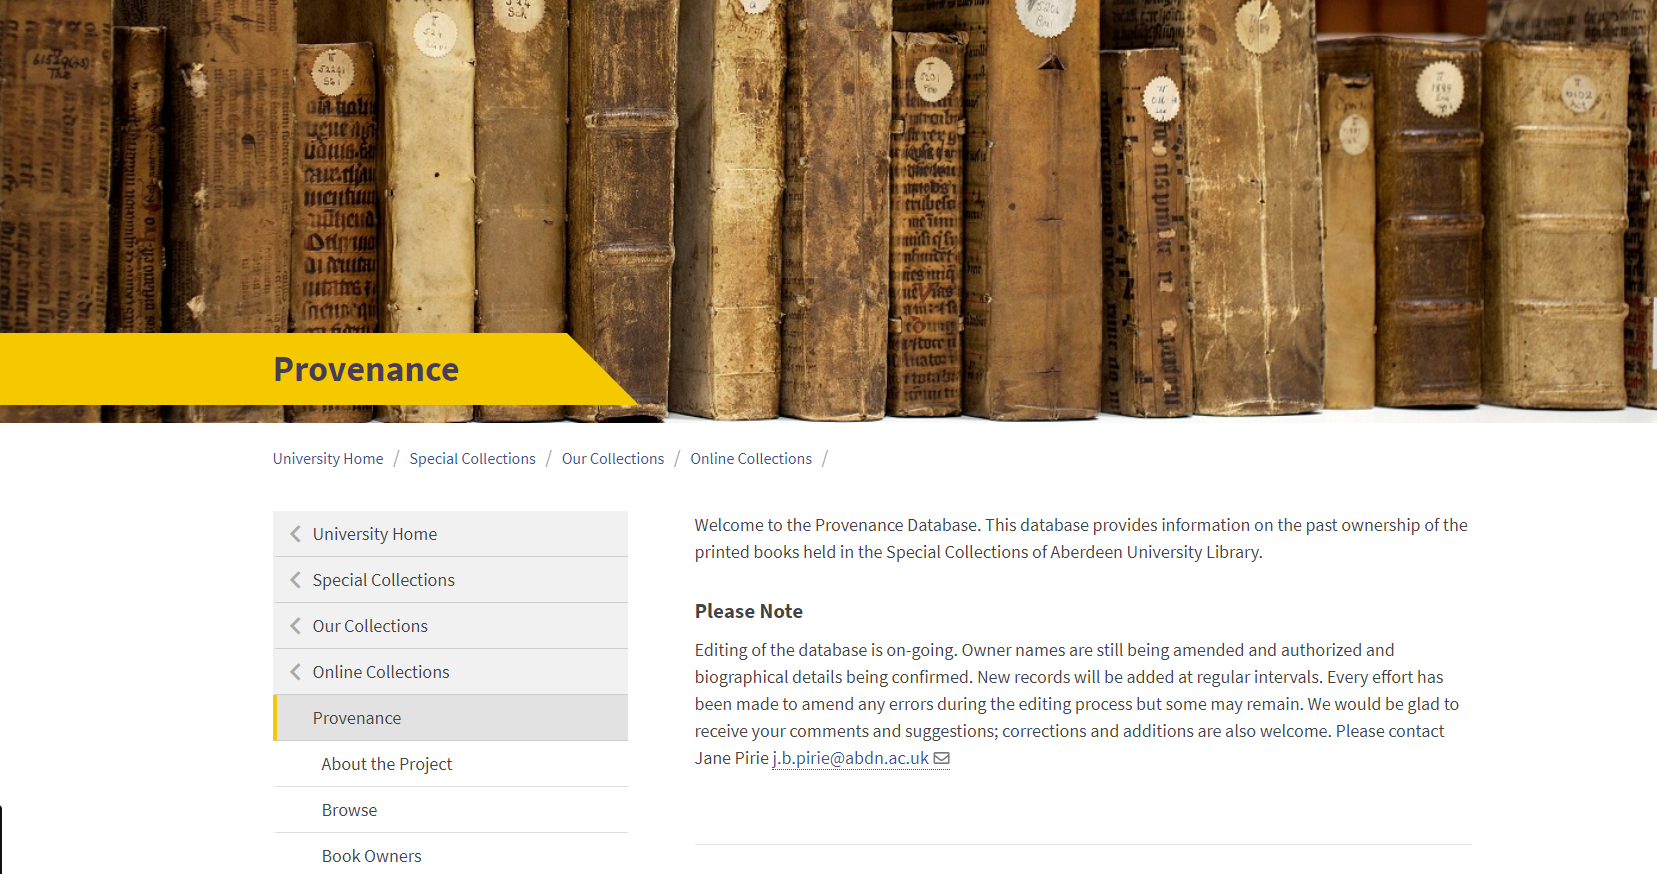 Provenance
University Home / Special Collections / Our Collections / Online Collections /
University Home
Special Collections
Our Collections
Online Collections
Provenance
About the Project
Browse
Book Owners
Welcome to the Provenance Database. This database provides information on the past ownership of the
printed books held in the Special Collections of Aberdeen University Library.
Please Note
Editing of the database is on-going. Owner names are still being amended and authorized and
biographical details being confirmed. New records will be added at regular intervals. Every effort has
been made to amend any errors during the editing process but some may remain. We would be glad to
receive your comments and suggestions; corrections and additions are also welcome. Please contact
Jane Pirie j.b.pirie@abdn.ac.uk